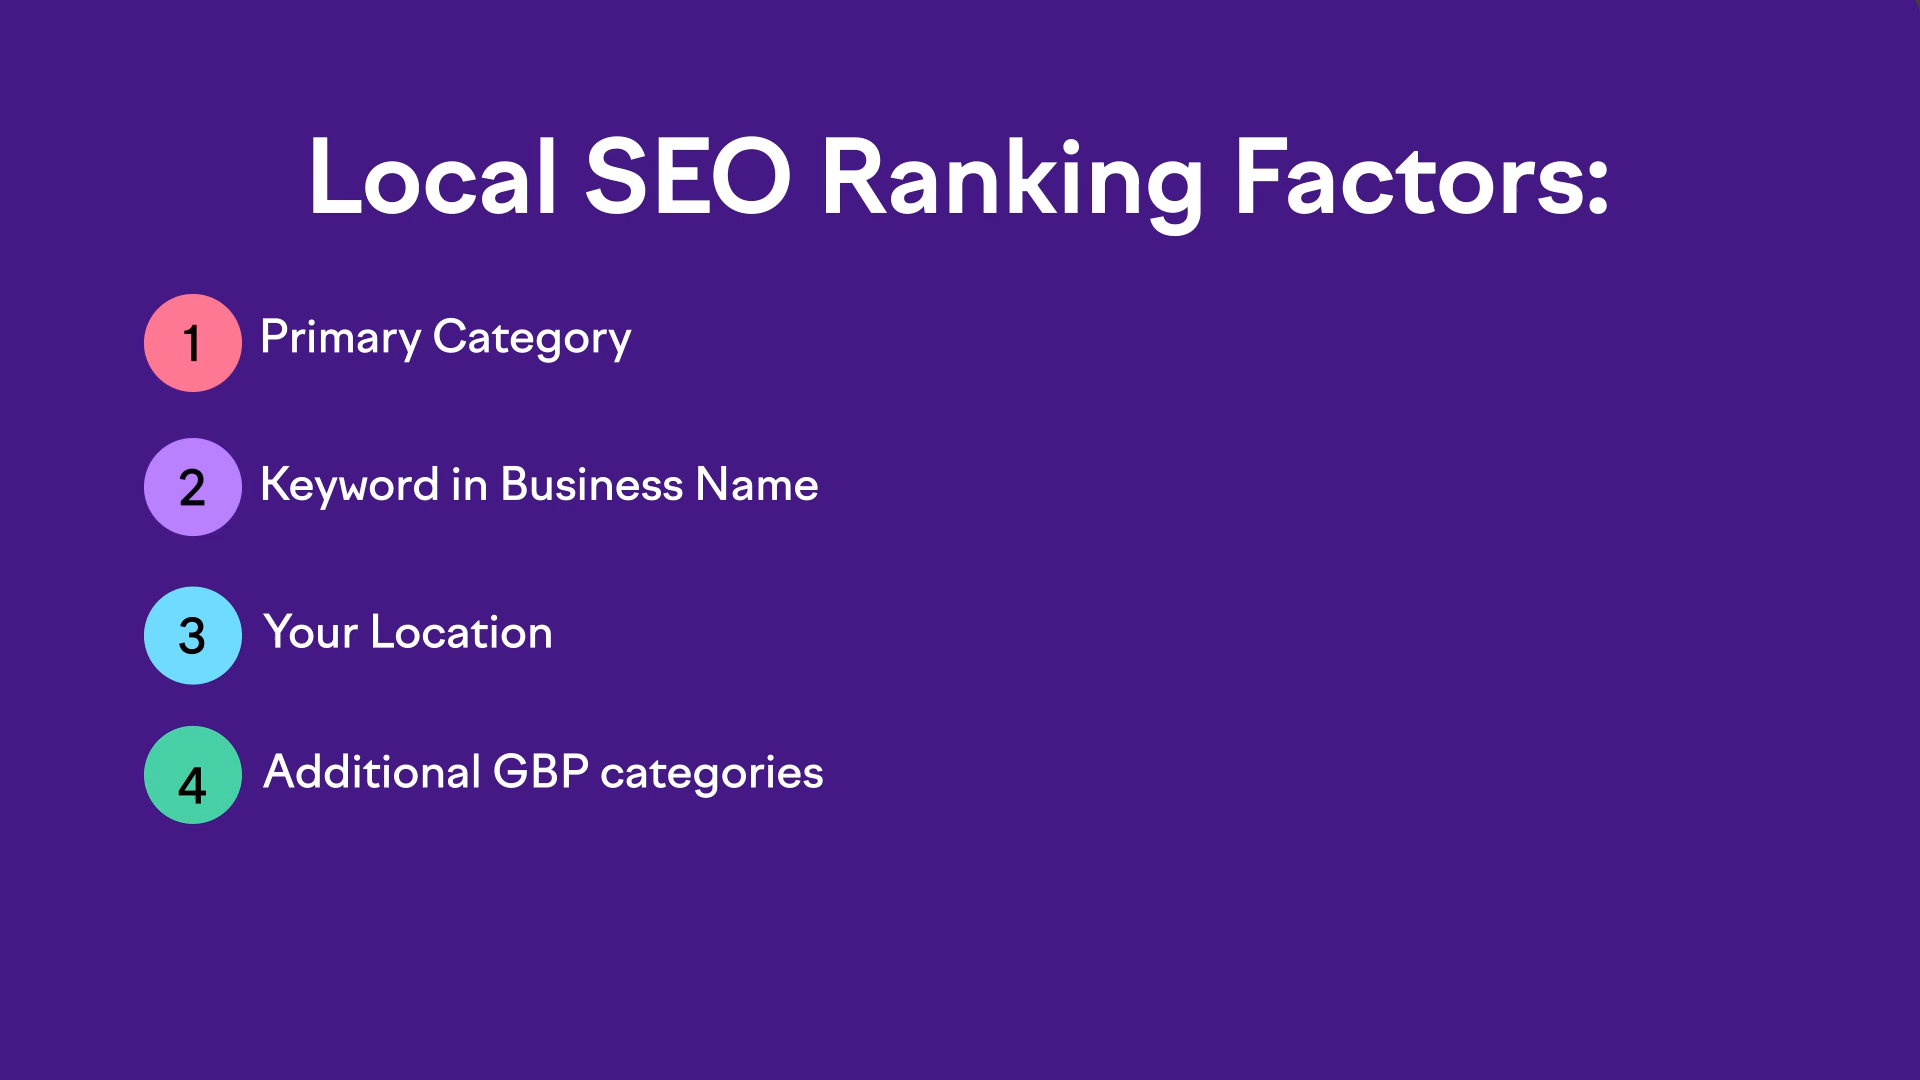 Local SEO Ranking Factors:
1 Primary Category
2 Keyword in Business Name
3 Your Location
4 Additional GBP categories